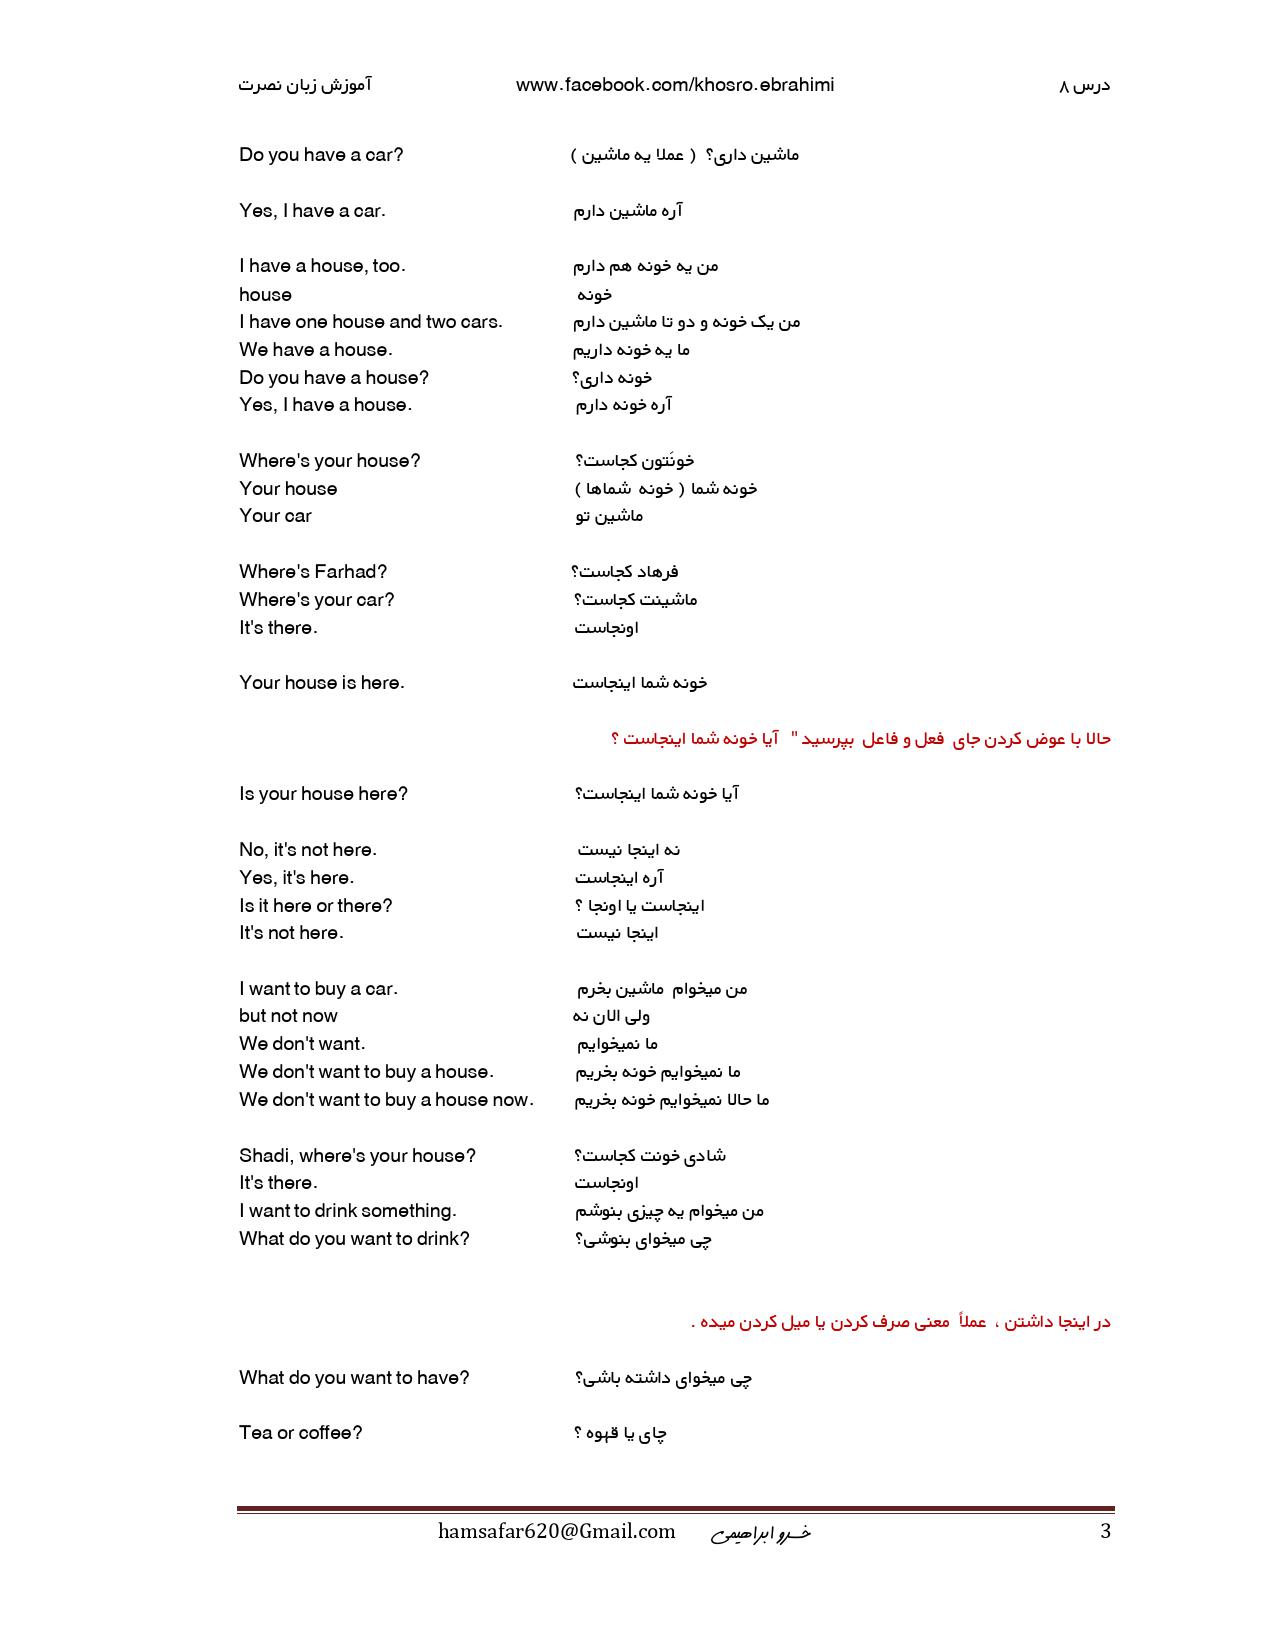 آموزش زبان نصرت www.facebook.com/khosro.ebrahimi درس ۸
Do you have a car? ماشین داری؟ ( عملا یه ماشین )
Yes, I have a car. آره ماشین دارم
I have a house, too. من یه خونه هم دارم
house خونه
I have one house and two cars. من یک خونه و دو تا ماشین دارم
We have a house. ما یه خونه داریم
Do you have a house? خونه داری؟
Yes, I have a house. آره خونه دارم
Where's your house? خونَتون کجاست؟
Your house خونه شما ( خونه شماها )
Your car ماشین تو
Where's Farhad? فرهاد کجاست؟
Where's your car? ماشینت کجاست؟
It's there. اونجاست
Your house is here. خونه شما اینجاست
حالا با عوض کردن جای فعل و فاعل بپرسید " آیا خونه شما اینجاست ؟
Is your house here? آیا خونه شما اینجاست؟
No, it's not here. نه اینجا نیست
Yes, it's here. آره اینجاست
Is it here or there? اینجاست یا اونجا ؟
It's not here. اینجا نیست
I want to buy a car. من میخوام ماشین بخرم
but not now ولی الان نه
We don't want. ما نمیخوایم
We don't want to buy a house. ما نمیخوایم خونه بخریم
We don't want to buy a house now. ما حالا نمیخوایم خونه بخریم
Shadi, where's your house? شادی خونت کجاست؟
It's there. اونجاست
I want to drink something. من میخوام یه چیزی بنوشم
What do you want to drink? چی میخوای بنوشی؟
در اینجا داشتن ، عملاً معنی صرف کردن یا میل کردن میده .
What do you want to have? چی میخوای داشته باشی؟
Tea or coffee? چای یا قهوه ؟
hamsafar620@Gmail.com خسرو ابراهیمی 3